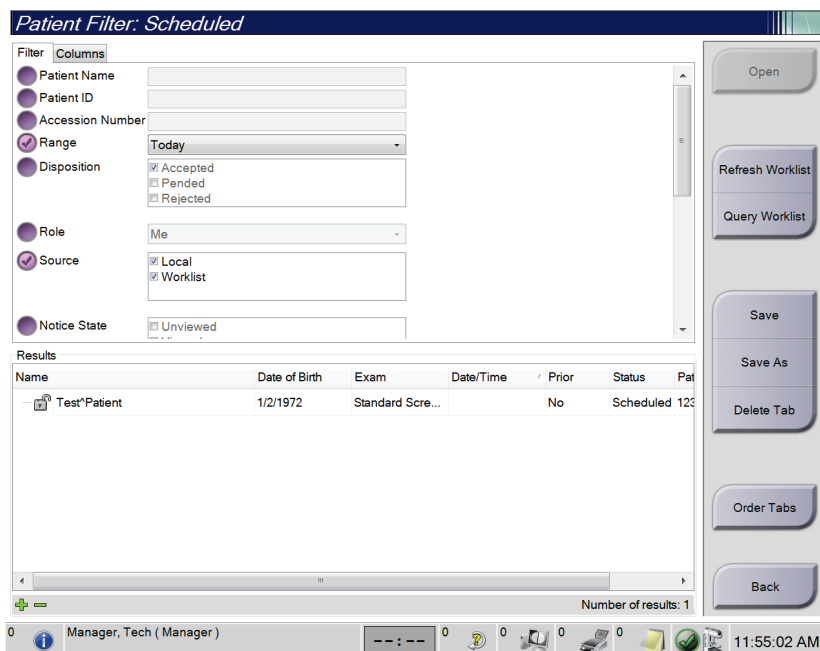 Patient Filter: Scheduled
Filter Columns
Patient Name
Patient ID
Accession Number
Range Today
Disposition Accepted
Pended
Rejected
Role Me
Source Local
Worklist
Notice State Unviewed
Results
Name Date of Birth Exam Date/Time Prior Status Pat
Test^Patient 1/2/1972 Standard Scre... No Scheduled 123
Number of results: 1
Open
Refresh Worklist
Query Worklist
Save
Save As
Delete Tab
Order Tabs
Back
0 Manager, Tech ( Manager ) --:-- 0 0 0 0 11:55:02 AM